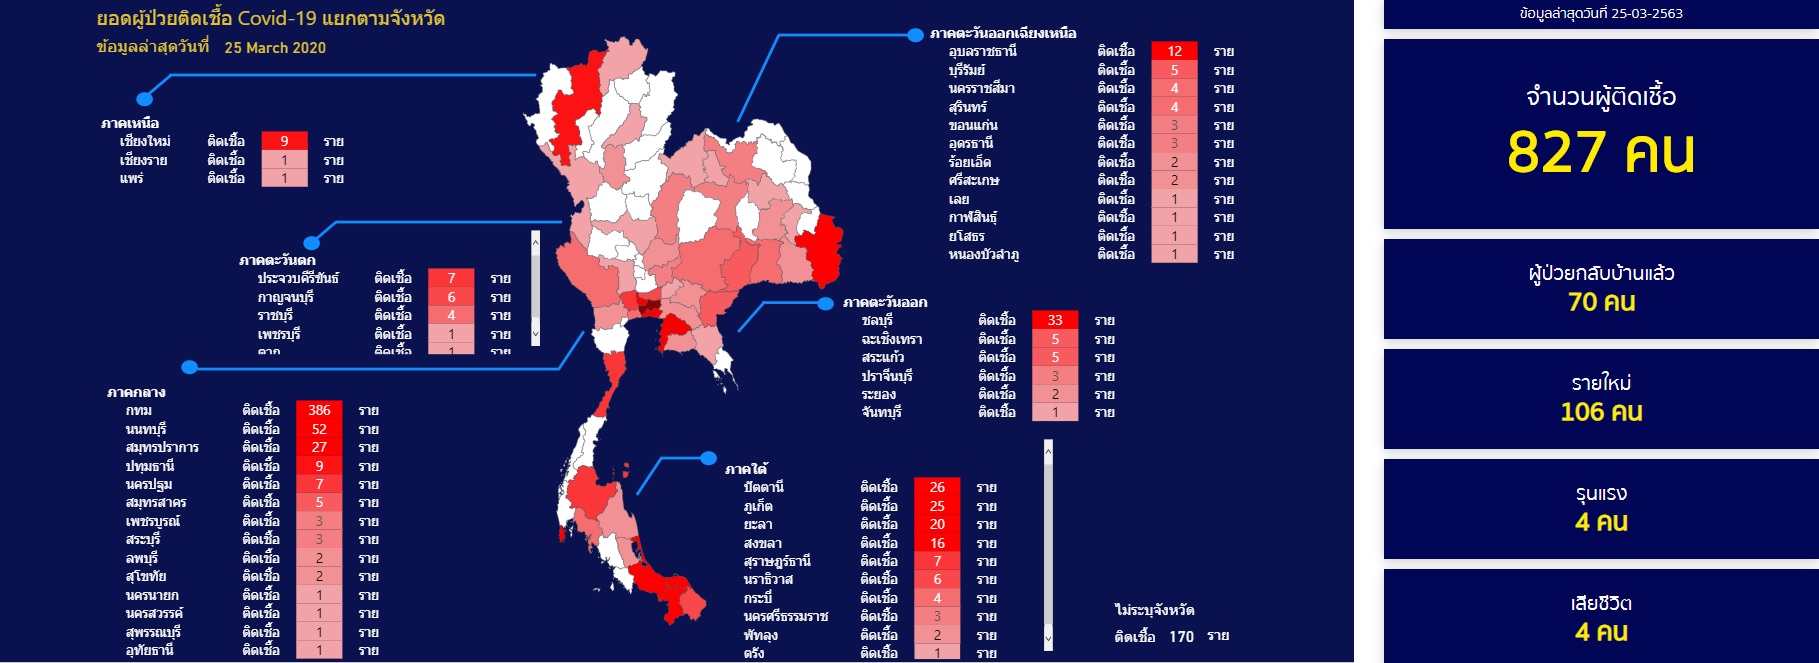 ยอดผู้ป่วยติดเชื้อ Covid-19 แยกตามจังหวัด
ข้อมูลล่าสุดวันที่ 25 March 2020
ภาคเหนือ
เชียงใหม่ ติดเชื้อ 9 ราย
เชียงราย ติดเชื้อ 1 ราย
แพร่ ติดเชื้อ 1 ราย
ภาคตะวันตก
ประจวบคีรีขันธ์ ติดเชื้อ 7 ราย
กาญจนบุรี ติดเชื้อ 6 ราย
ราชบุรี ติดเชื้อ 4 ราย
เพชรบุรี ติดเชื้อ 1 ราย
ตาก ติดเชื้อ 1 ราย
ภาคกลาง
กทม ติดเชื้อ 386 ราย
นนทบุรี ติดเชื้อ 52 ราย
สมุทรปราการ ติดเชื้อ 27 ราย
ปทุมธานี ติดเชื้อ 9 ราย
นครปฐม ติดเชื้อ 7 ราย
สมุทรสาคร ติดเชื้อ 5 ราย
เพชรบูรณ์ ติดเชื้อ 3 ราย
สระบุรี ติดเชื้อ 3 ราย
ลพบุรี ติดเชื้อ 2 ราย
สุโขทัย ติดเชื้อ 2 ราย
นครนายก ติดเชื้อ 1 ราย
นครสวรรค์ ติดเชื้อ 1 ราย
สุพรรณบุรี ติดเชื้อ 1 ราย
อุทัยธานี ติดเชื้อ 1 ราย
ภาคตะวันออกเฉียงเหนือ
อุบลราชธานี ติดเชื้อ 12 ราย
บุรีรัมย์ ติดเชื้อ 5 ราย
นครราชสีมา ติดเชื้อ 4 ราย
สุรินทร์ ติดเชื้อ 4 ราย
ขอนแก่น ติดเชื้อ 3 ราย
อุดรธานี ติดเชื้อ 3 ราย
ร้อยเอ็ด ติดเชื้อ 2 ราย
ศรีสะเกษ ติดเชื้อ 2 ราย
เลย ติดเชื้อ 1 ราย
กาฬสินธุ์ ติดเชื้อ 1 ราย
ยโสธร ติดเชื้อ 1 ราย
หนองบัวลำภู ติดเชื้อ 1 ราย
ภาคตะวันออก
ชลบุรี ติดเชื้อ 33 ราย
ฉะเชิงเทรา ติดเชื้อ 5 ราย
สระแก้ว ติดเชื้อ 5 ราย
ปราจีนบุรี ติดเชื้อ 3 ราย
ระยอง ติดเชื้อ 2 ราย
จันทบุรี ติดเชื้อ 1 ราย
ภาคใต้
ปัตตานี ติดเชื้อ 26 ราย
ภูเก็ต ติดเชื้อ 25 ราย
ยะลา ติดเชื้อ 20 ราย
สงขลา ติดเชื้อ 16 ราย
สุราษฎร์ธานี ติดเชื้อ 7 ราย
นราธิวาส ติดเชื้อ 6 ราย
กระบี่ ติดเชื้อ 4 ราย
นครศรีธรรมราช ติดเชื้อ 3 ราย
พัทลุง ติดเชื้อ 2 ราย
ตรัง ติดเชื้อ 1 ราย
ไม่ระบุจังหวัด
ติดเชื้อ 170 ราย
ข้อมูลล่าสุดวันที่ 25-03-2563
จำนวนผู้ติดเชื้อ
827 คน
ผู้ป่วยกลับบ้านแล้ว
70 คน
รายใหม่
106 คน
รุนแรง
4 คน
เสียชีวิต
4 คน